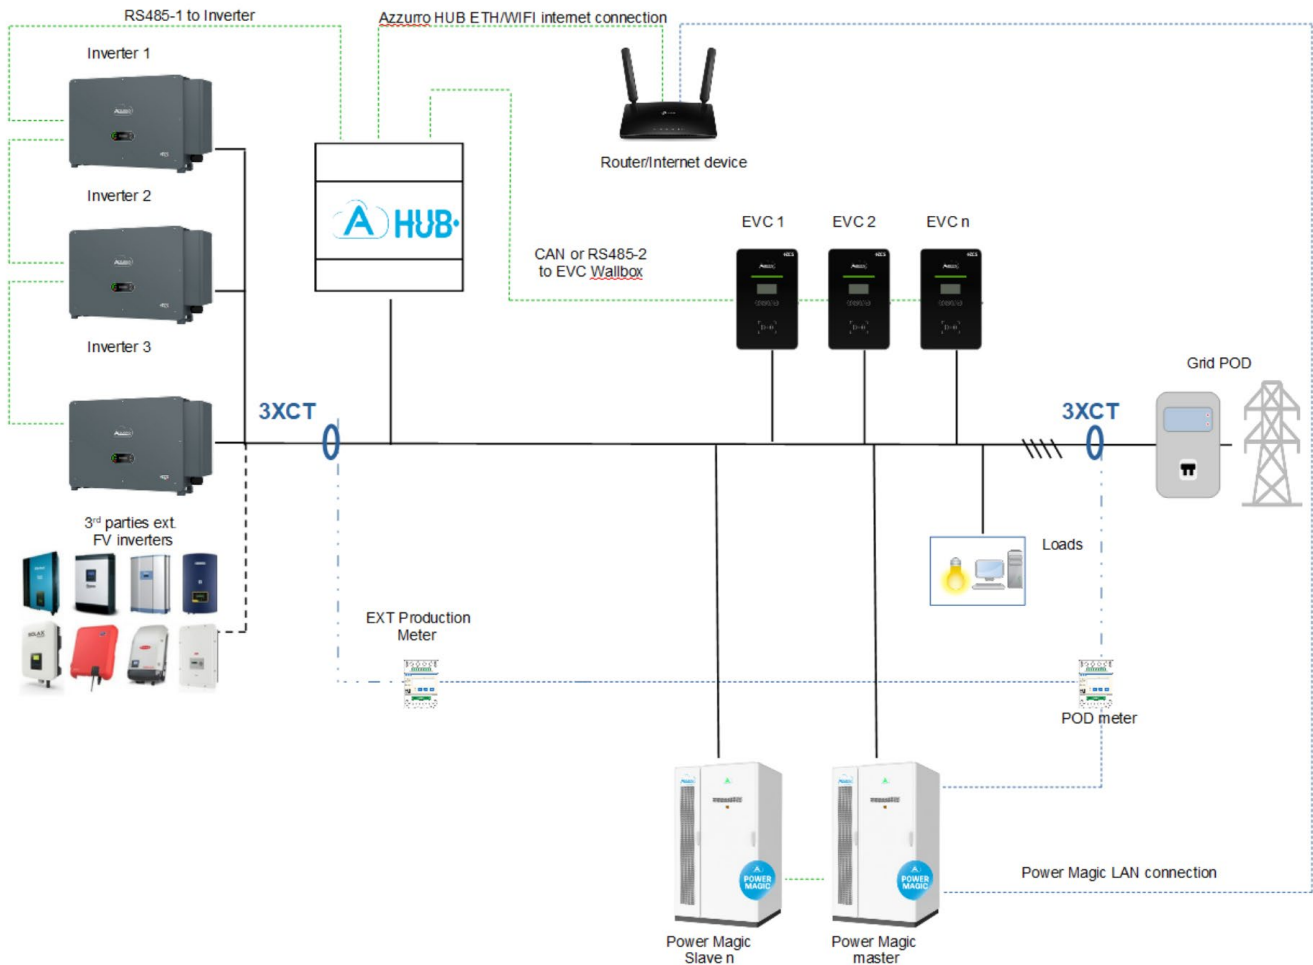 RS485-1 to Inverter
Azzurro HUB ETH/WIFI internet connection
Inverter 1
Router/Internet device
Inverter 2
A HUB
EVC 1
EVC 2
EVC n
CAN or RS485-2
to EVC Wallbox
Inverter 3
Grid POD
3XCT
3XCT
3rd parties ext.
FV inverters
Loads
EXT Production
Meter
POD meter
POWER
MAGIC
POWER
MAGIC
Power Magic LAN connection
Power Magic
Slave n
Power Magic
master